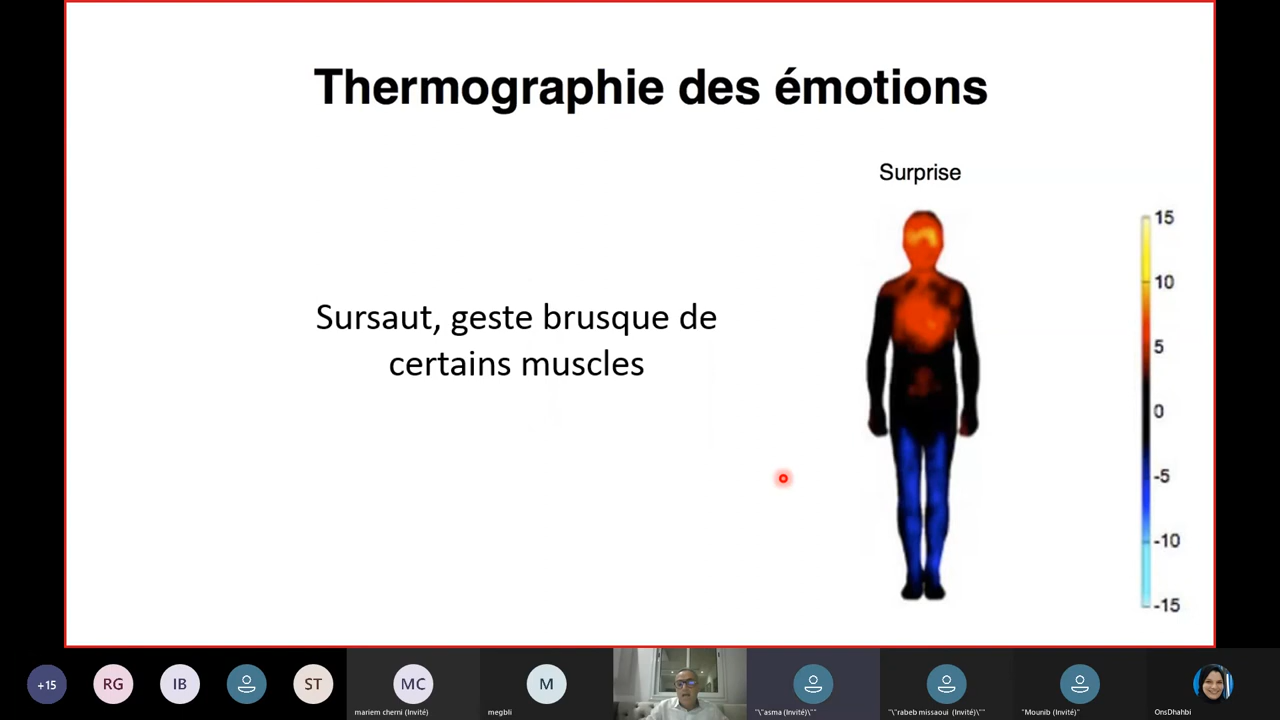 Thermographie des émotions
Surprise
Sursaut, geste brusque de
certains muscles
15
10
5
0
-5
-10
-15
+15
RG
IB
ST
MC
M
mariem cherni (Invité)
megbli
"\"asma (Invité)\""
"\"rabeb missaoui (Invité)\""
"Mounib (Invité)"
OnsDhahbi